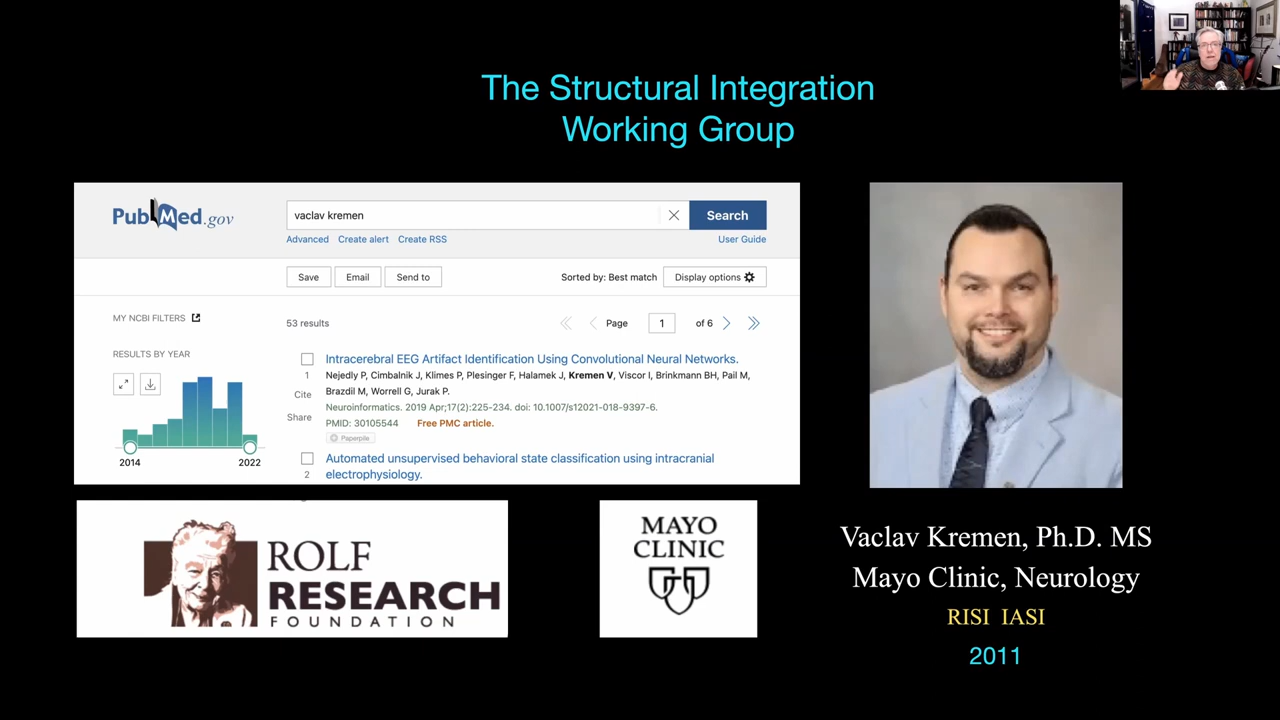 The Structural Integration
Working Group
PubMed.gov
vaclav kremen
Search
Advanced Create alert Create RSS
User Guide
Save Email Send to
Sorted by: Best match Display options
MY NCBI FILTERS
53 results
Page 1 of 6
RESULTS BY YEAR
2014 2022
1
Cite
Share
Intracerebral EEG Artifact Identification Using Convolutional Neural Networks.
Nejedly P, Cimbalnik J, Klimes P, Plesinger F, Halamek J, Kremen V, Viscor I, Brinkmann BH, Pail M,
Brazdil M, Worrell G, Jurak P.
Neuroinformatics. 2019 Apr;17(2):225-234. doi: 10.1007/s12021-018-9397-6.
PMID: 30105544 Free PMC article.
Paperpile
2
Automated unsupervised behavioral state classification using intracranial
electrophysiology.
ROLF
RESEARCH
FOUNDATION
MAYO
CLINIC
Vaclav Kremen, Ph.D. MS
Mayo Clinic, Neurology
RISI IASI
2011